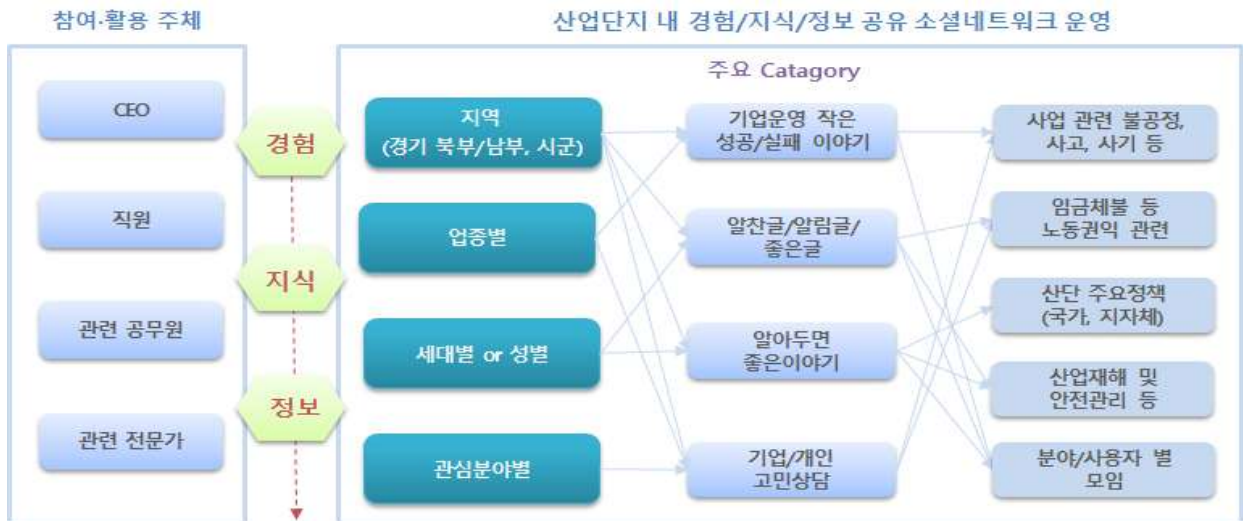 참여·활용 주체
산업단지 내 경험/지식/정보 공유 소셜네트워크 운영
CEO
직원
관련 공무원
관련 전문가
경험
지식
정보
주요 Catagory
지역
(경기 북부/남부, 시군)
업종별
세대별 or 성별
관심분야별
기업운영 작은
성공/실패 이야기
알찬글/알림글/
좋은글
알아두면
좋은이야기
기업/개인
고민상담
사업 관련 불공정,
사고, 사기 등
임금체불 등
노동권익 관련
산단 주요정책
(국가, 지자체)
산업재해 및
안전관리 등
분야/사용자 별
모임